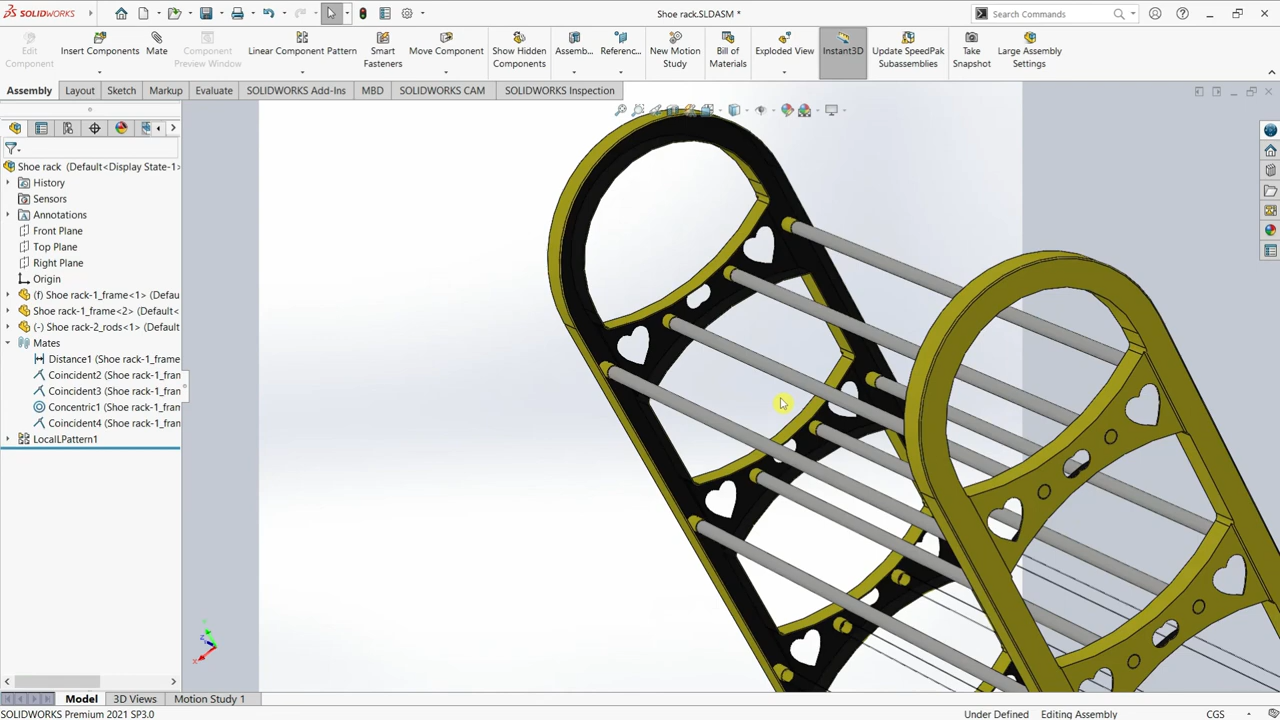 SOLIDWORKS
Shoe rack.SLDASM *
Search Commands
Edit Component
Insert Components
Mate
Component Preview Window
Linear Component Pattern
Smart Fasteners
Move Component
Show Hidden Components
Assemb...
Referenc...
New Motion Study
Bill of Materials
Exploded View
Instant3D
Update SpeedPak Subassemblies
Take Snapshot
Large Assembly Settings
Assembly
Layout
Sketch
Markup
Evaluate
SOLIDWORKS Add-Ins
MBD
SOLIDWORKS CAM
SOLIDWORKS Inspection
Shoe rack (Default<Display State-1>
History
Sensors
Annotations
Front Plane
Top Plane
Right Plane
Origin
(f) Shoe rack-1_frame<1> (Defau
Shoe rack-1_frame<2> (Default<
(-) Shoe rack-2_rods<1> (Default
Mates
Distance1 (Shoe rack-1_frame
Coincident2 (Shoe rack-1_fran
Coincident3 (Shoe rack-1_fran
Concentric1 (Shoe rack-1_fram
Coincident4 (Shoe rack-1_fran
LocalLPattern1
Model
3D Views
Motion Study 1
SOLIDWORKS Premium 2021 SP3.0
Under Defined
Editing Assembly
CGS